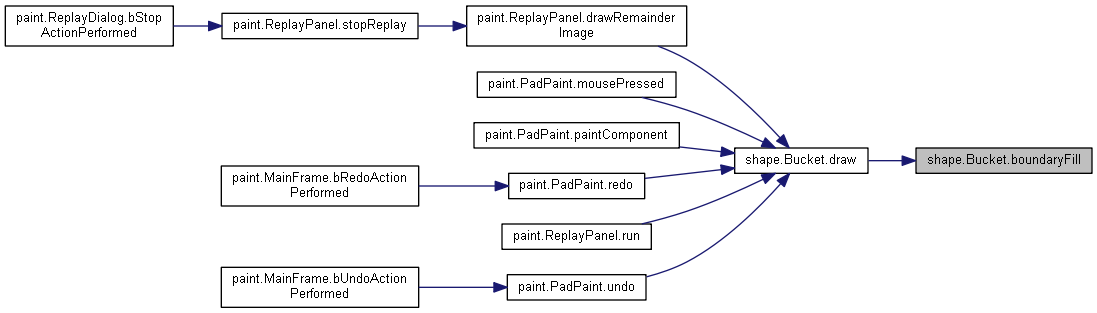 paint.ReplayDialog.bStop
ActionPerformed
paint.ReplayPanel.stopReplay
paint.ReplayPanel.drawRemainder
Image
paint.PadPaint.mousePressed
paint.PadPaint.paintComponent
shape.Bucket.draw
shape.Bucket.boundaryFill
paint.MainFrame.bRedoAction
Performed
paint.PadPaint.redo
paint.ReplayPanel.run
paint.MainFrame.bUndoAction
Performed
paint.PadPaint.undo